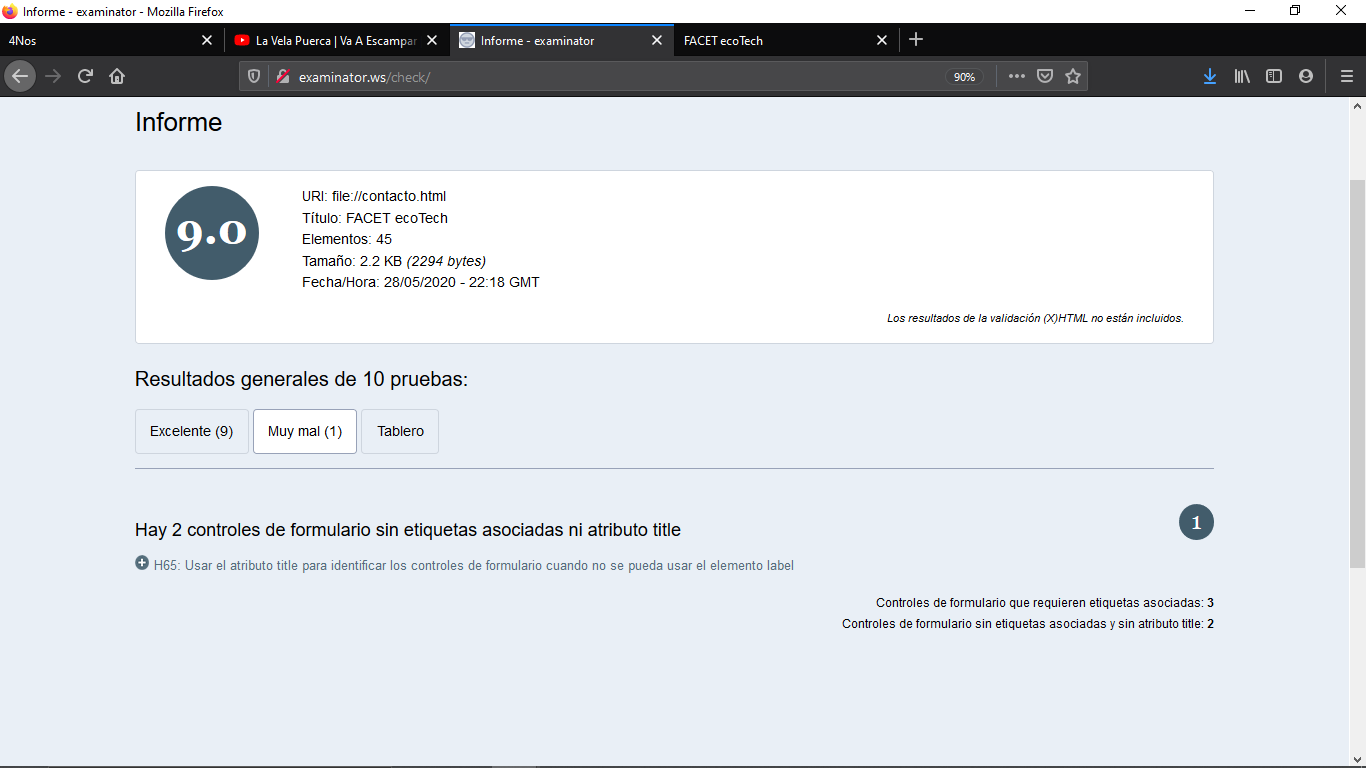 Informe - examinator - Mozilla Firefox
4Nos
La Vela Puerca | Va A Escampar
Informe - examinator
FACET ecoTech
examinator.ws/check/
90%
Informe
9.0
URI: file://contacto.html
Título: FACET ecoTech
Elementos: 45
Tamaño: 2.2 KB (2294 bytes)
Fecha/Hora: 28/05/2020 - 22:18 GMT
Los resultados de la validación (X)HTML no están incluidos.
Resultados generales de 10 pruebas:
Excelente (9)
Muy mal (1)
Tablero
Hay 2 controles de formulario sin etiquetas asociadas ni atributo title
1
H65: Usar el atributo title para identificar los controles de formulario cuando no se pueda usar el elemento label
Controles de formulario que requieren etiquetas asociadas: 3
Controles de formulario sin etiquetas asociadas y sin atributo title: 2